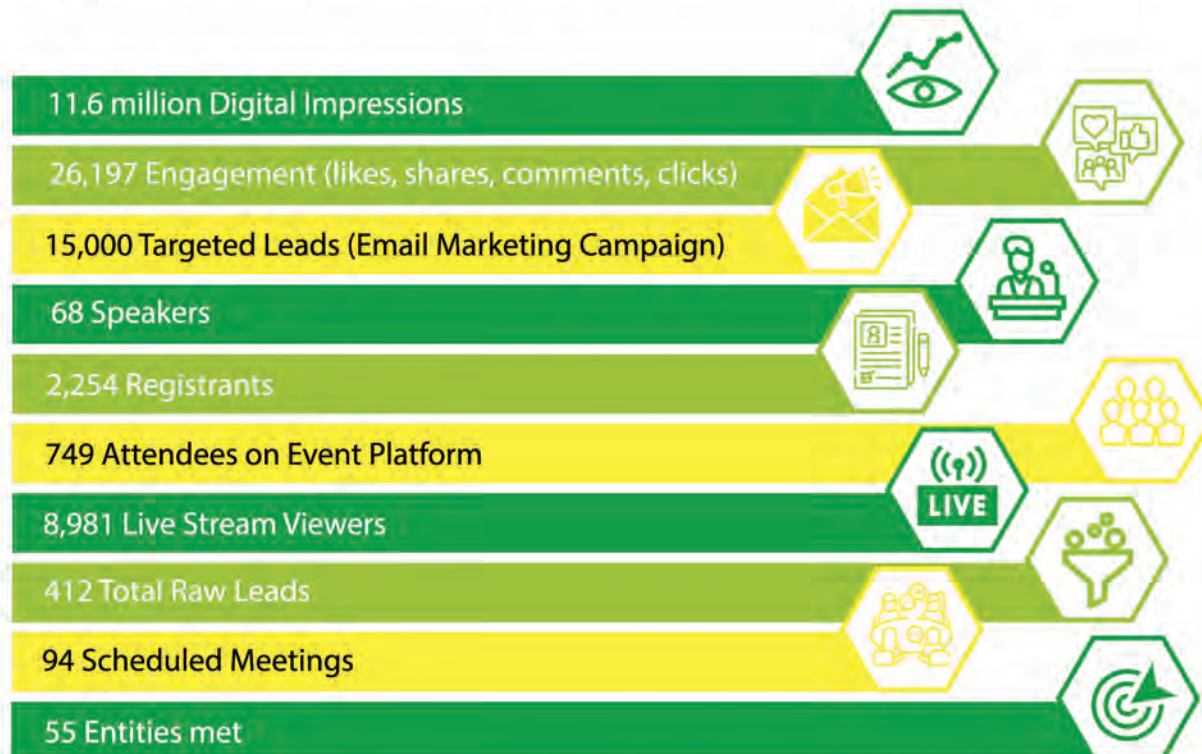 11.6 million Digital Impressions
26,197 Engagement (likes, shares, comments, clicks)
15,000 Targeted Leads (Email Marketing Campaign)
68 Speakers
2,254 Registrants
749 Attendees on Event Platform
8,981 Live Stream Viewers
LIVE
412 Total Raw Leads
94 Scheduled Meetings
55 Entities met